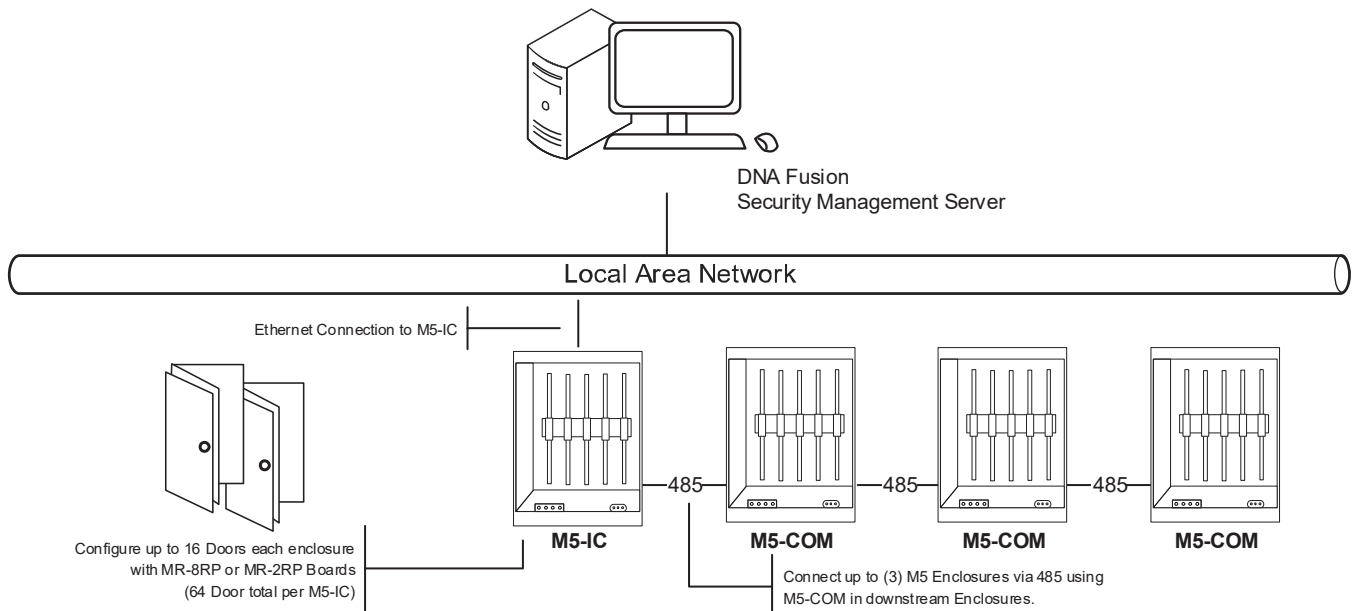 DNA Fusion
Security Management Server
Local Area Network
Ethernet Connection to M5-IC
485
485
485
M5-IC
M5-COM
M5-COM
M5-COM
Configure up to 16 Doors each enclosure
with MR-8RP or MR-2RP Boards
(64 Door total per M5-IC)
Connect up to (3) M5 Enclosures via 485 using
M5-COM in downstream Enclosures.